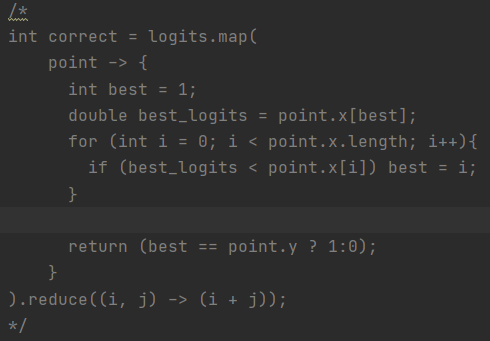 /*
int correct = logits.map(
    point -> {
      int best = 1;
      double best_logits = point.x[best];
      for (int i = 0; i < point.x.length; i++){
        if (best_logits < point.x[i]) best = i;
      }

      return (best == point.y ? 1:0);
    }
).reduce((i, j) -> (i + j));
*/